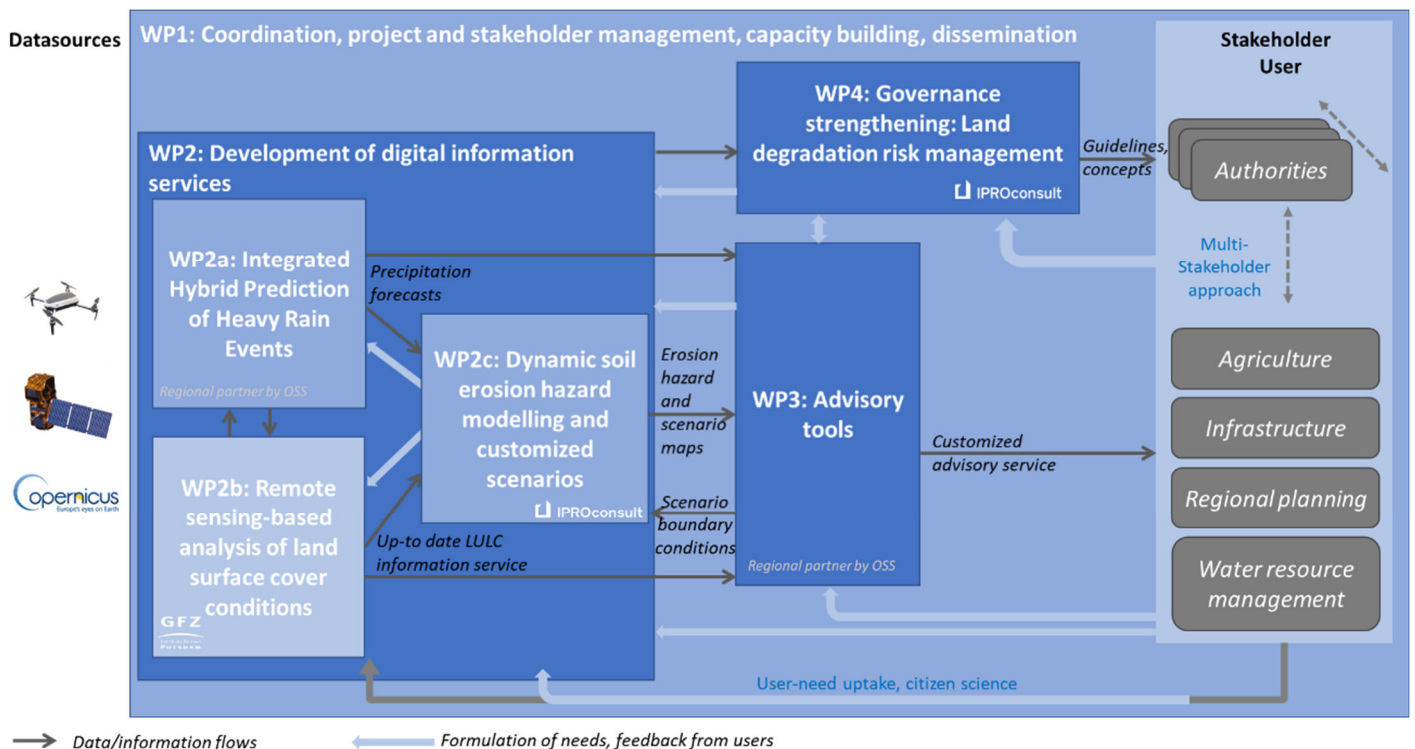 Datasources
WP1: Coordination, project and stakeholder management, capacity building, dissemination
Stakeholder
User
WP4: Governance
strengthening: Land
degradation risk management
IPROconsult
Guidelines,
concepts
Authorities
WP2: Development of digital information
services
WP2a: Integrated
Hybrid Prediction
of Heavy Rain
Events
Regional partner by OSS
Precipitation
forecasts
Multi-
Stakeholder
approach
WP2c: Dynamic soil
erosion hazard
modelling and
customized
scenarios
IPROconsult
Erosion
hazard
and
scenario
maps
WP3: Advisory
tools
Regional partner by OSS
Customized
advisory service
Agriculture
Infrastructure
Regional planning
Water resource
management
opernicus
Europe's eyes on Earth
WP2b: Remote
sensing-based
analysis of land
surface cover
conditions
GFZ
POTSDAM
Scenario
boundary
conditions
Up-to date LULC
information service
User-need uptake, citizen science
Data/information flows
Formulation of needs, feedback from users